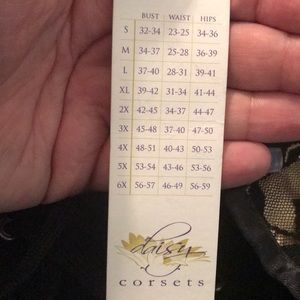 BUST WAIST HIPS
S 32-34 23-25 34-36
M 34-37 25-28 36-39
L 37-40 28-31 39-41
XL 39-42 31-34 41-44
2X 42-45 34-37 44-47
3X 45-48 37-40 47-50
4X 48-51 40-43 50-53
5X 53-54 43-46 53-56
6X 56-57 46-49 56-59
daisy
corsets